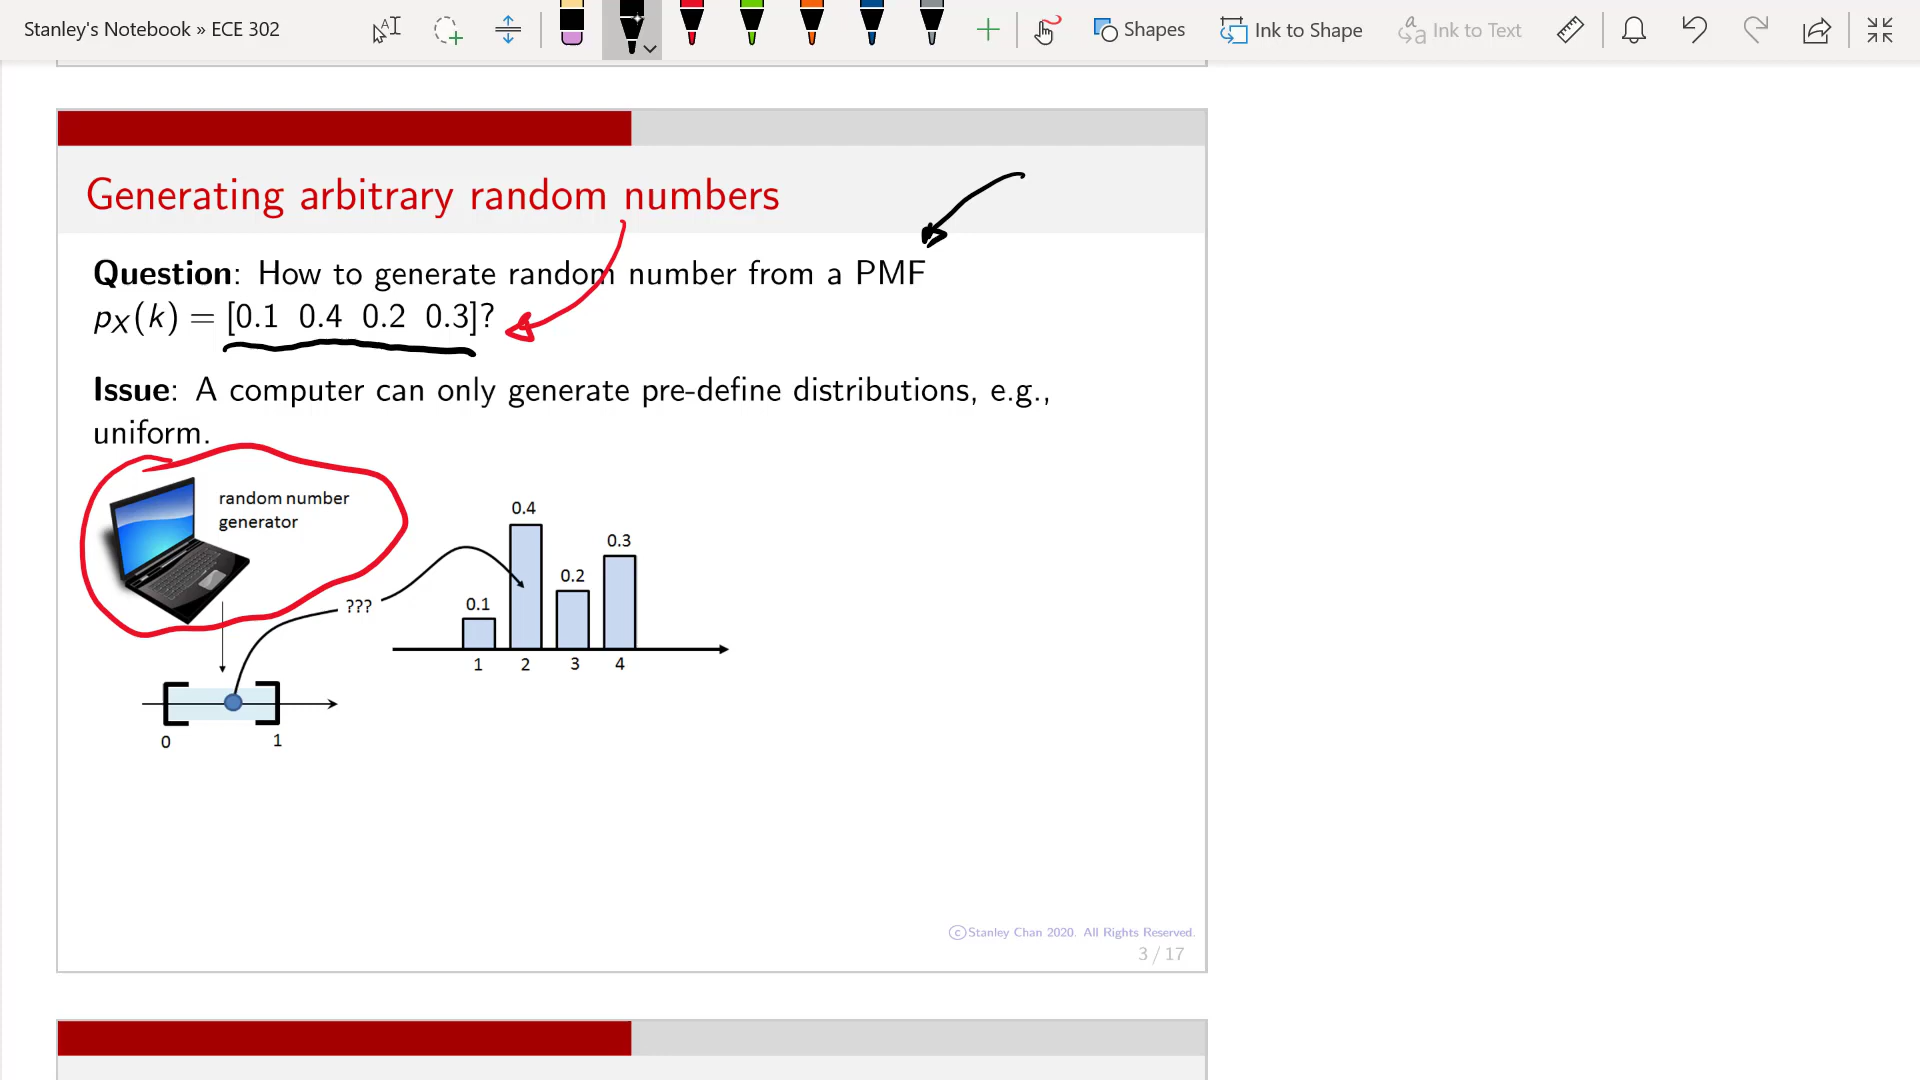 Stanley's Notebook » ECE 302
Shapes
Ink to Shape
Ink to Text
Generating arbitrary random numbers
Question: How to generate random number from a PMF
pX(k) = [0.1 0.4 0.2 0.3]?
Issue: A computer can only generate pre-define distributions, e.g.,
uniform.
random number
generator
???
0 1
0.1 0.4 0.2 0.3
1 2 3 4
©Stanley Chan 2020. All Rights Reserved.
3 / 17